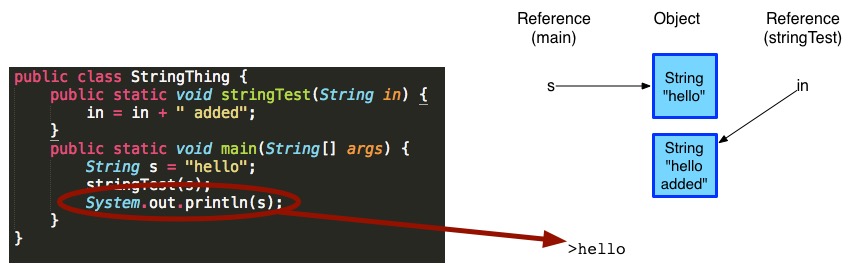 public class StringThing {
public static void stringTest(String in) {
in = in + " added";
}
public static void main(String[] args) {
String s = "hello";
stringTest(s);
System.out.println(s);
}
}
Reference
(main)
Object
Reference
(stringTest)
s
String
"hello"
in
String
"hello
added"
>hello